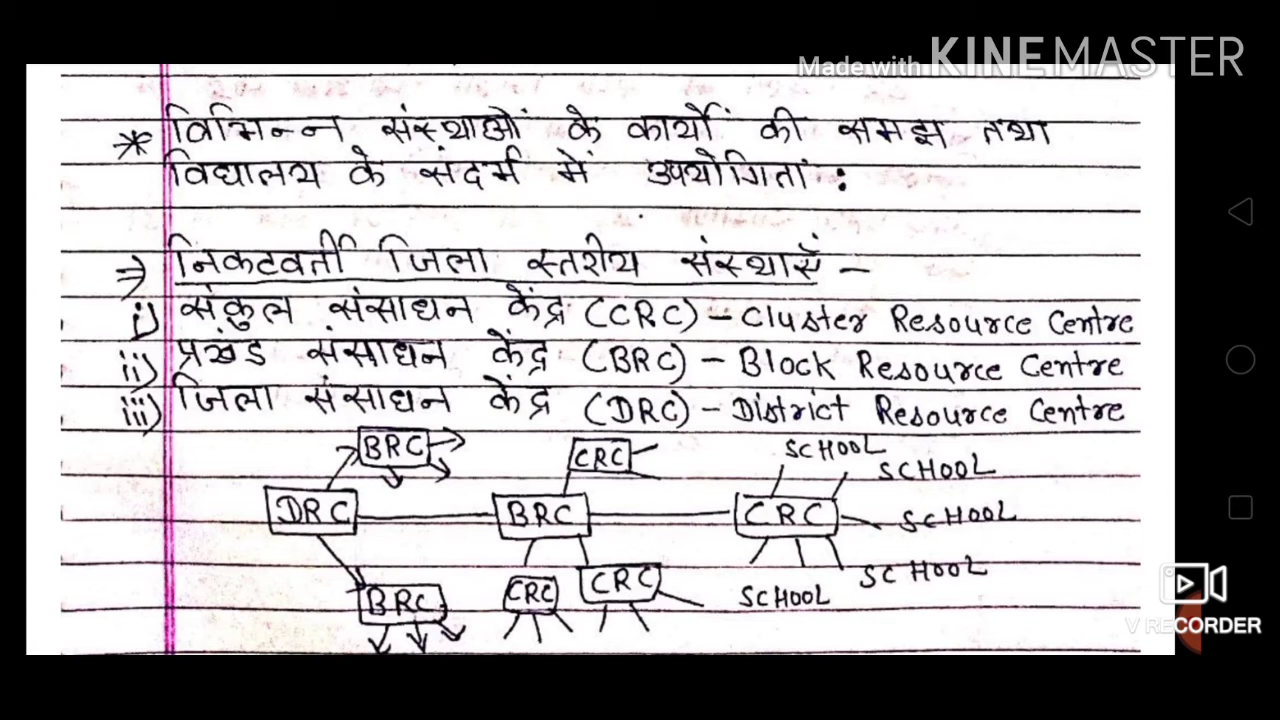 Made with KINEMASTER
* विभिन्न संस्थाओं के कार्यों की समझ तथा
विद्यालय के संदर्भ में उपयोगिता :
⇒ निकटवर्ती जिला स्तरीय संस्थाएँ –
i) संकुल संसाधन केंद्र (CRC) – Cluster Resource Centre
ii) प्रखंड संसाधन केंद्र (BRC) – Block Resource Centre
iii) जिला संसाधन केंद्र (DRC) – District Resource Centre
BRC CRC SCHOOL
SCHOOL
DRC BRC CRC SCHOOL
SCHOOL
BRC CRC CRC SCHOOL
V RECORDER